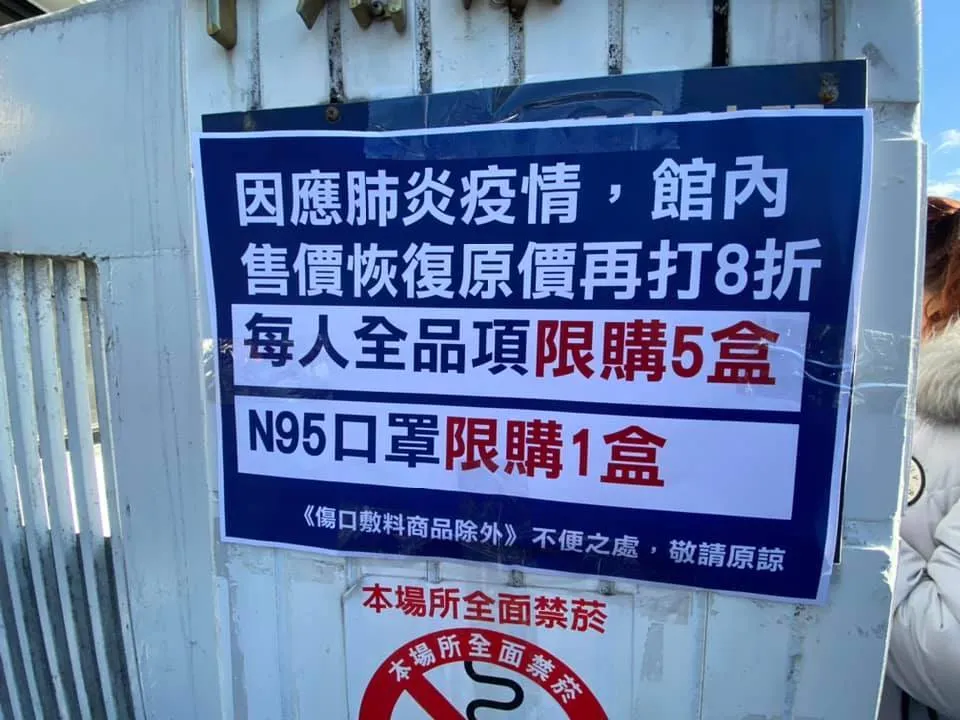 因應肺炎疫情，館內
售價恢復原價再打8折
每人全品項限購5盒
N95口罩限購1盒
《傷口敷料商品除外》不便之處，敬請原諒
本場所全面禁菸
本場所全面禁菸